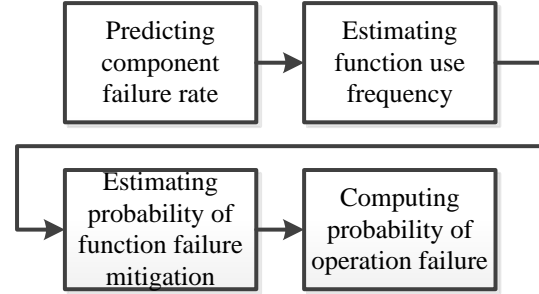 Predicting
component
failure rate
Estimating
function use
frequency
Estimating
probability of
function failure
mitigation
Computing
probability of
operation failure